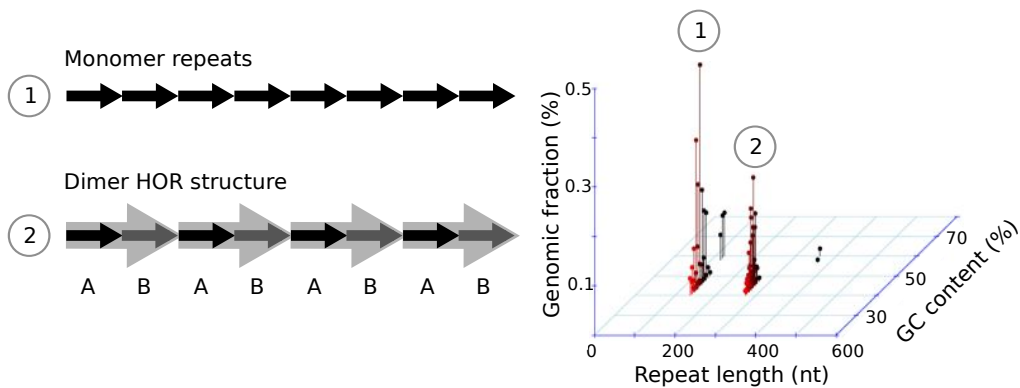 Monomer repeats
1
Dimer HOR structure
2
A B A B A B A B
1
2
Genomic fraction (%)
0.5
0.3
0.1
0 200 400 600
Repeat length (nt)
30
50
70
GC content (%)